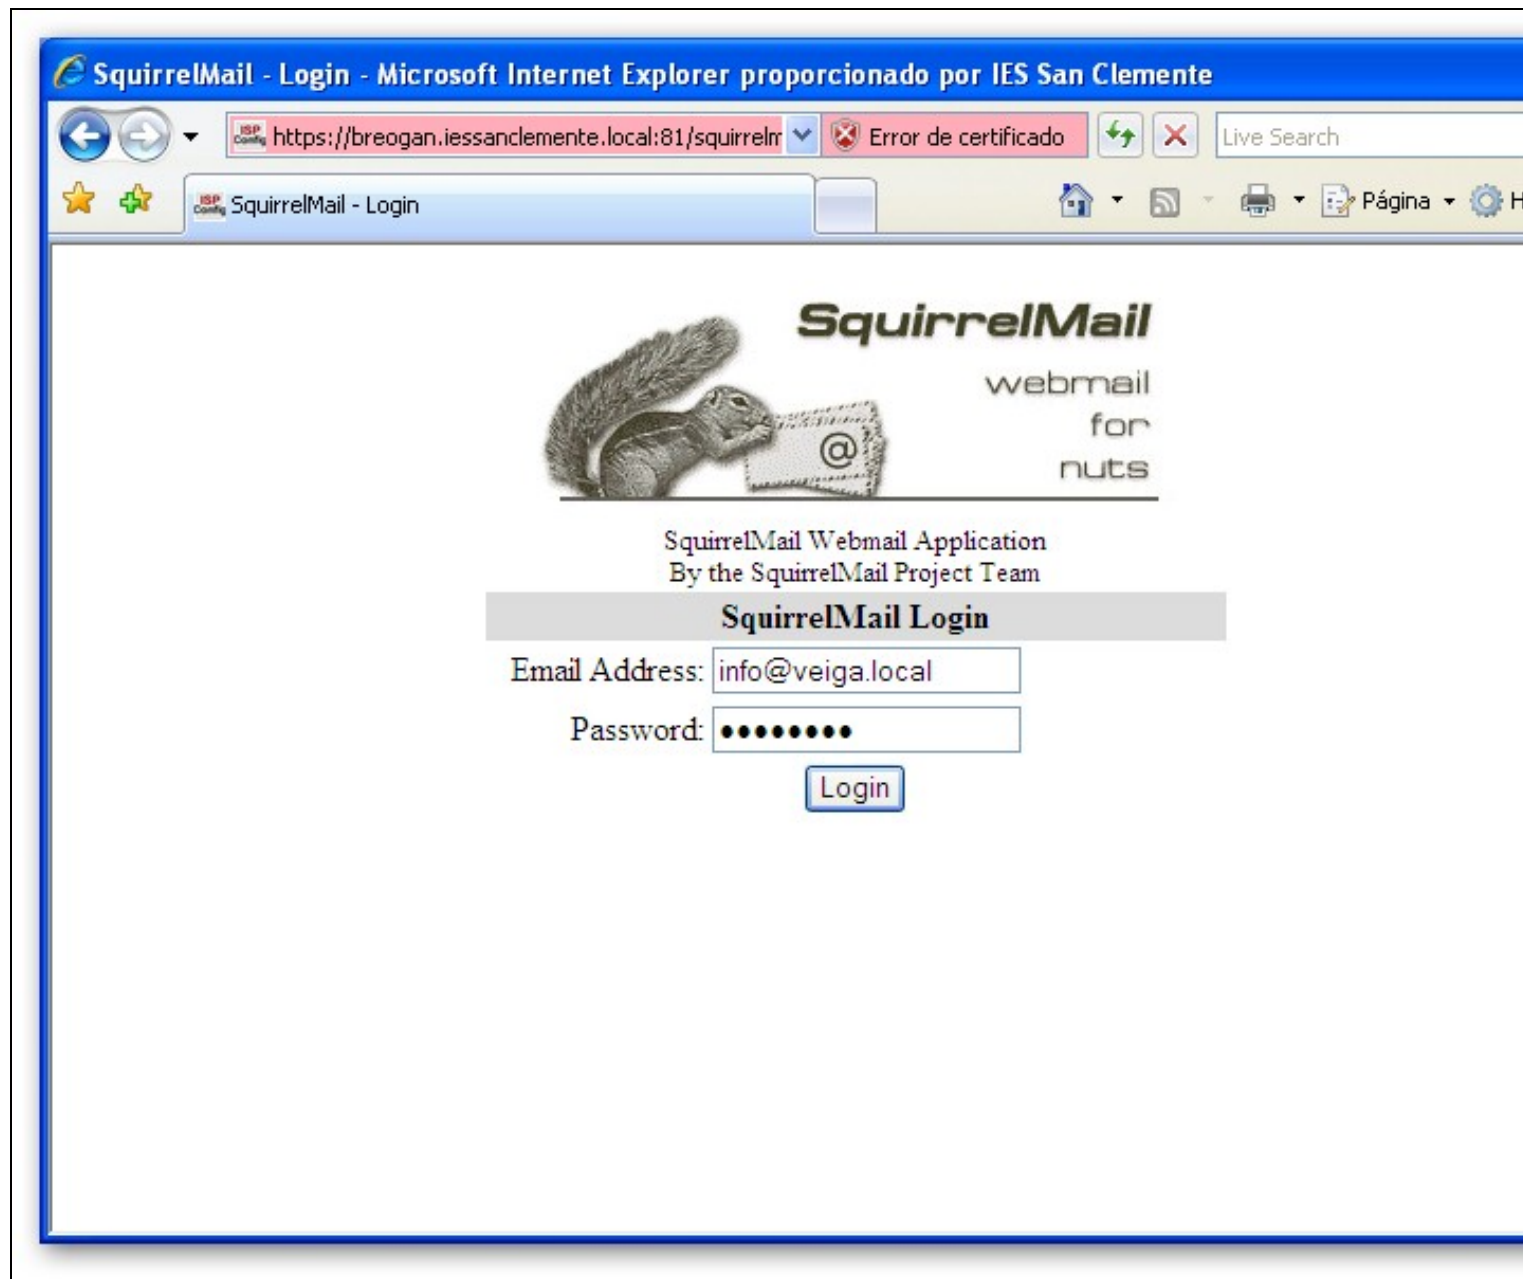 SquirrelMail - Login - Microsoft Internet Explorer proporcionado por IES San Clemente
https://breogan.iessanclemente.local:81/squirrelm Error de certificado Live Search
SquirrelMail - Login Página H
SquirrelMail
webmail
for
nuts
@
SquirrelMail Webmail Application
By the SquirrelMail Project Team
SquirrelMail Login
Email Address: info@veiga.local
Password: ●●●●●●●●
Login